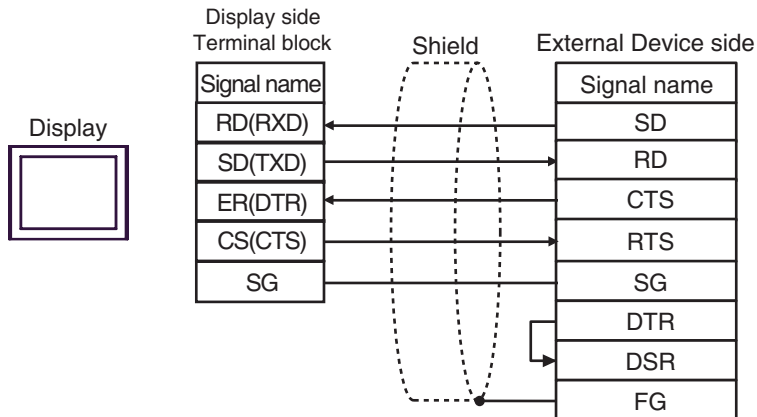 Display side
Terminal block
Shield
External Device side
Signal name
Signal name
Display
RD(RXD)
SD
SD(TXD)
RD
ER(DTR)
CTS
CS(CTS)
RTS
SG
SG
DTR
DSR
FG